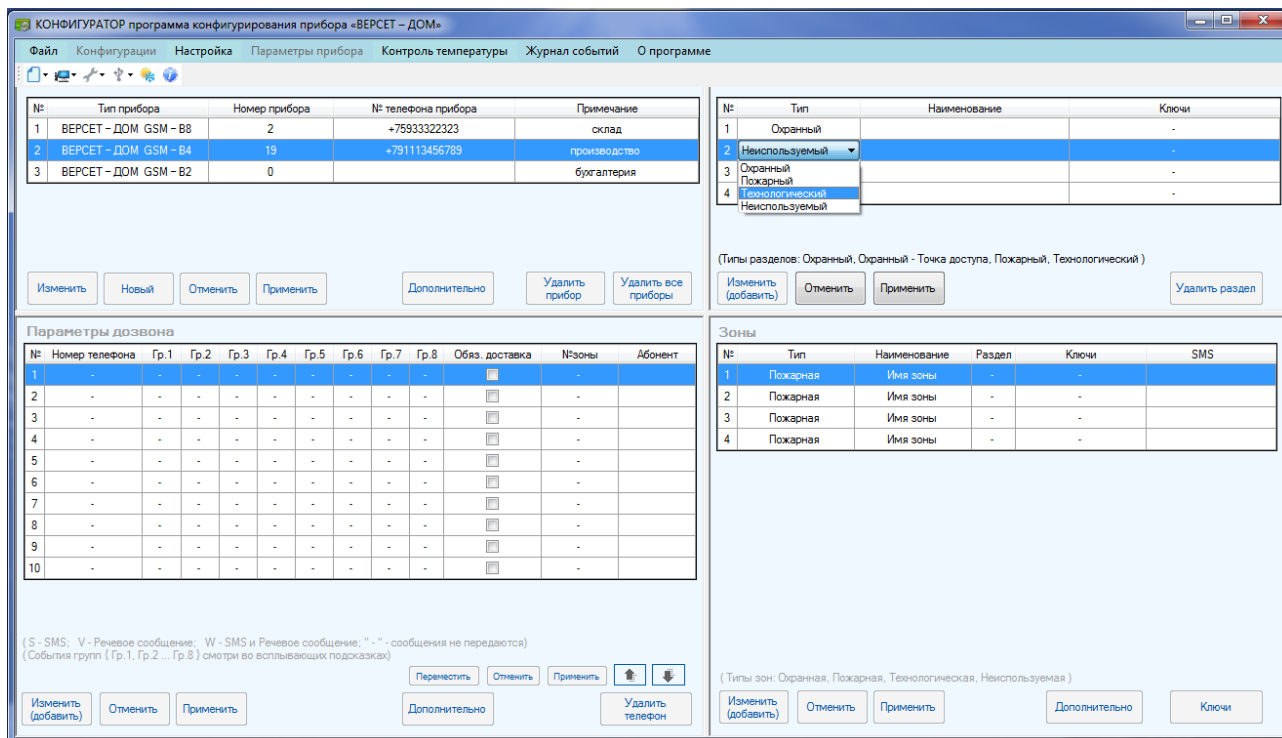 КОНФИГУРАТОР программа конфигурирования прибора «ВЕРСЕТ – ДОМ»
Файл Конфигурации Настройка Параметры прибора Контроль температуры Журнал событий О программе
№ Тип прибора Номер прибора № телефона прибора Примечание
1 ВЕРСЕТ – ДОМ GSM – В8 2 +75933322323 склад
2 ВЕРСЕТ – ДОМ GSM – В4 19 +791113456789 производство
3 ВЕРСЕТ – ДОМ GSM – В2 0 бухгалтерия
Изменить Новый Отменить Применить Дополнительно Удалить прибор Удалить все приборы
№ Тип Наименование Ключи
1 Охранный -
2 Неиспользуемый -
3 -
4 -
Охранный
Пожарный
Технологический
Неиспользуемый
(Типы разделов: Охранный, Охранный - Точка доступа, Пожарный, Технологический )
Изменить (добавить) Отменить Применить Удалить раздел
Параметры дозвона
№ Номер телефона Гр.1 Гр.2 Гр.3 Гр.4 Гр.5 Гр.6 Гр.7 Гр.8 Обяз. доставка №зоны Абонент
1 - - - - - - - - - -
2 - - - - - - - - - -
3 - - - - - - - - - -
4 - - - - - - - - - -
5 - - - - - - - - - -
6 - - - - - - - - - -
7 - - - - - - - - - -
8 - - - - - - - - - -
9 - - - - - - - - - -
10 - - - - - - - - - -
( S - SMS; V - Речевое сообщение; W - SMS и Речевое сообщение; " - " - сообщения не передаются)
(События групп { Гр.1, Гр.2 ... Гр.8 } смотри во всплывающих подсказках)
Переместить Отменить Применить
Изменить (добавить) Отменить Применить Дополнительно Удалить телефон
Зоны
№ Тип Наименование Раздел Ключи SMS
1 Пожарная Имя зоны - -
2 Пожарная Имя зоны - -
3 Пожарная Имя зоны - -
4 Пожарная Имя зоны - -
( Типы зон: Охранная, Пожарная, Технологическая, Неиспользуемая )
Изменить (добавить) Отменить Применить Дополнительно Ключи